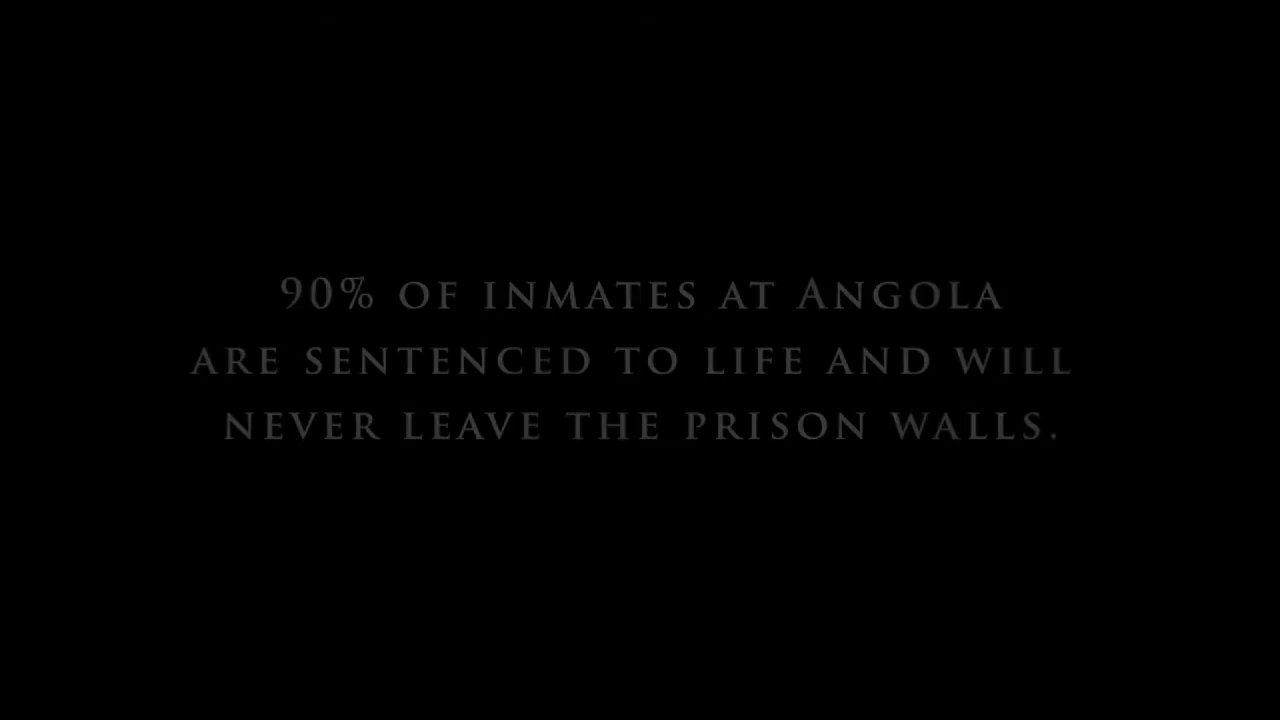 90% OF INMATES AT ANGOLA
ARE SENTENCED TO LIFE AND WILL
NEVER LEAVE THE PRISON WALLS.